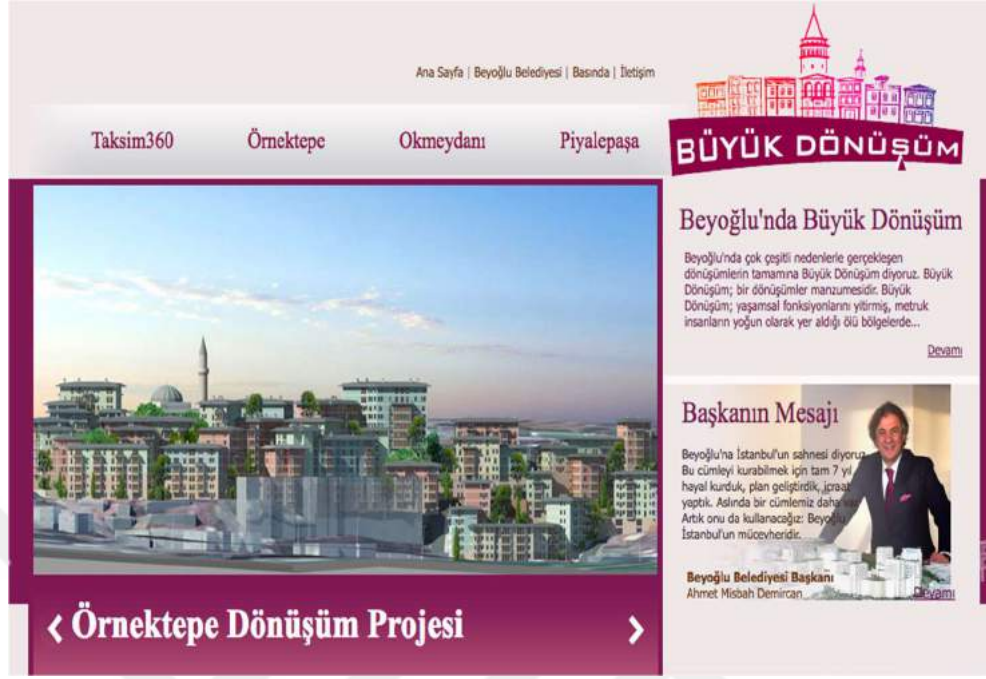 Ana Sayfa | Beyoğlu Belediyesi | Basında | İletişim
Taksim360 Örnektepe Okmeydanı Piyalepaşa
BÜYÜK DÖNÜŞÜM
Beyoğlu'nda Büyük Dönüşüm
Beyoğlu'nda çok çeşitli nedenlerle gerçekleşen
dönüşümlerin tamamına Büyük Dönüşüm diyoruz. Büyük
Dönüşüm; bir dönüşümler manzumesidir. Büyük
Dönüşüm; yaşamsal fonksiyonlarını yitirmiş, metruk
insanların yoğun olarak yer aldığı ölü bölgelerde...
Devamı
Başkanın Mesajı
Beyoğlu'na İstanbul'un sahnesi diyoruz
Bu cümleyi kurabilmek için tam 7 yıl
hayal kurduk, plan geliştirdik, icraat
yaptık. Aslında bir cümlemiz daha
Artık onu da kullanacağız: Beyoğlu
İstanbul'un mücevheridir.
Beyoğlu Belediyesi Başkanı
Ahmet Misbah Demircan Devamı
‹ Örnektepe Dönüşüm Projesi ›